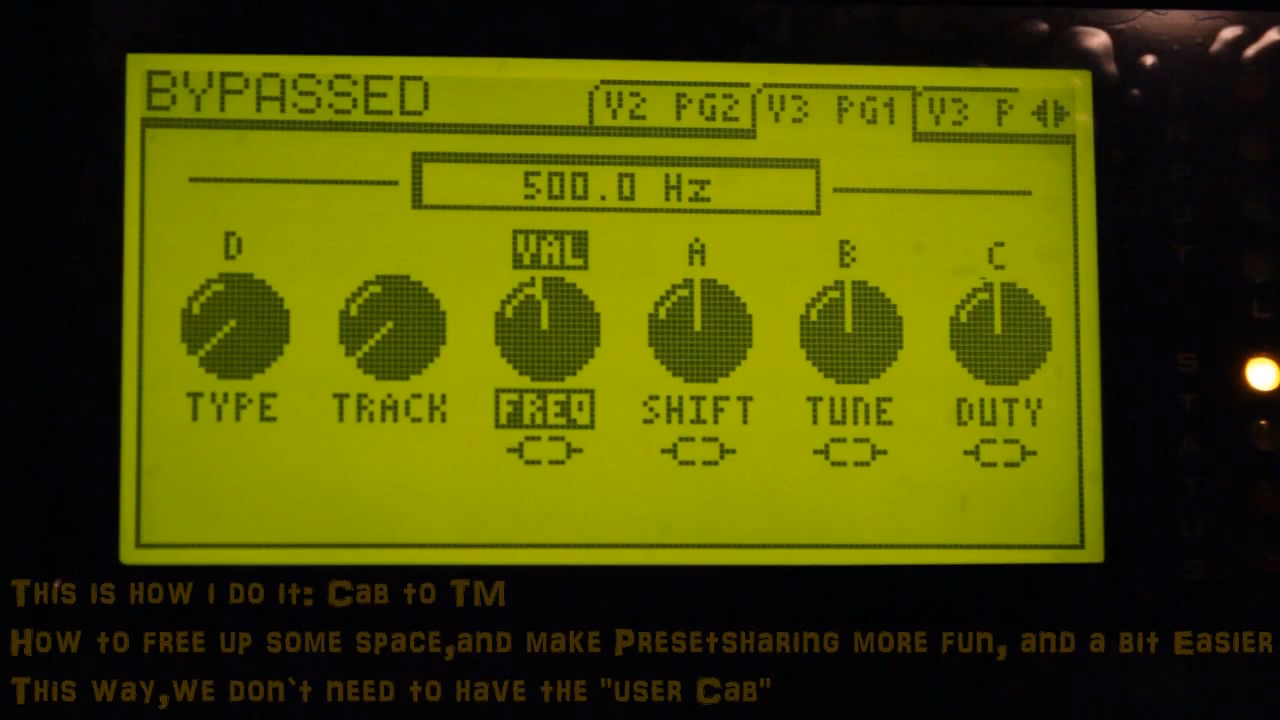 BYPASSED V2 PG2 V3 PG1 V3 P
500.0 Hz
D VAL A B C
TYPE TRACK FREQ SHIFT TUNE DUTY
This is how i do it: Cab to TM
How to free up some space,and make Presetsharing more fun, and a bit Easier
This way,we don`t need to have the "user Cab"
STATUS